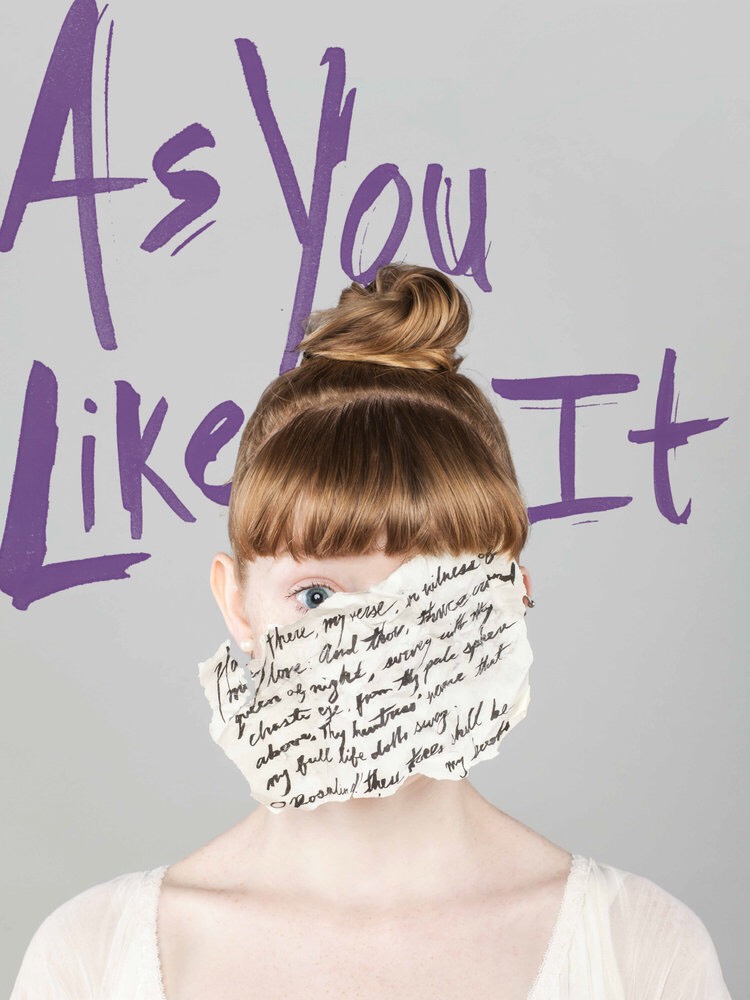 As You
Like It
there, my verse, in witness of
my love: And thou, thrice crowned
queen of night, survey with thy
chaste eye, from thy pale sphere
above, Thy huntress' name that
my full life doth sway.
O Rosalind! these trees shall be
my books